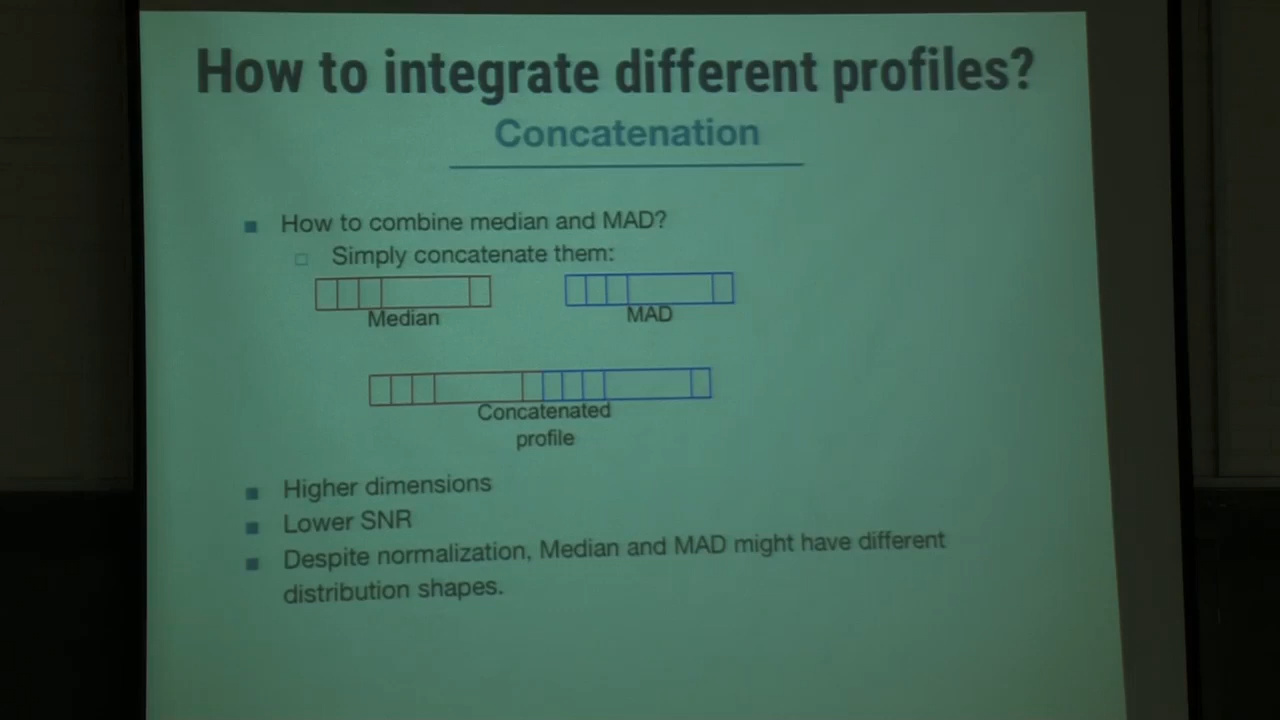 How to integrate different profiles?
Concatenation
How to combine median and MAD?
Simply concatenate them:
Median
MAD
Concatenated
profile
Higher dimensions
Lower SNR
Despite normalization, Median and MAD might have different
distribution shapes.